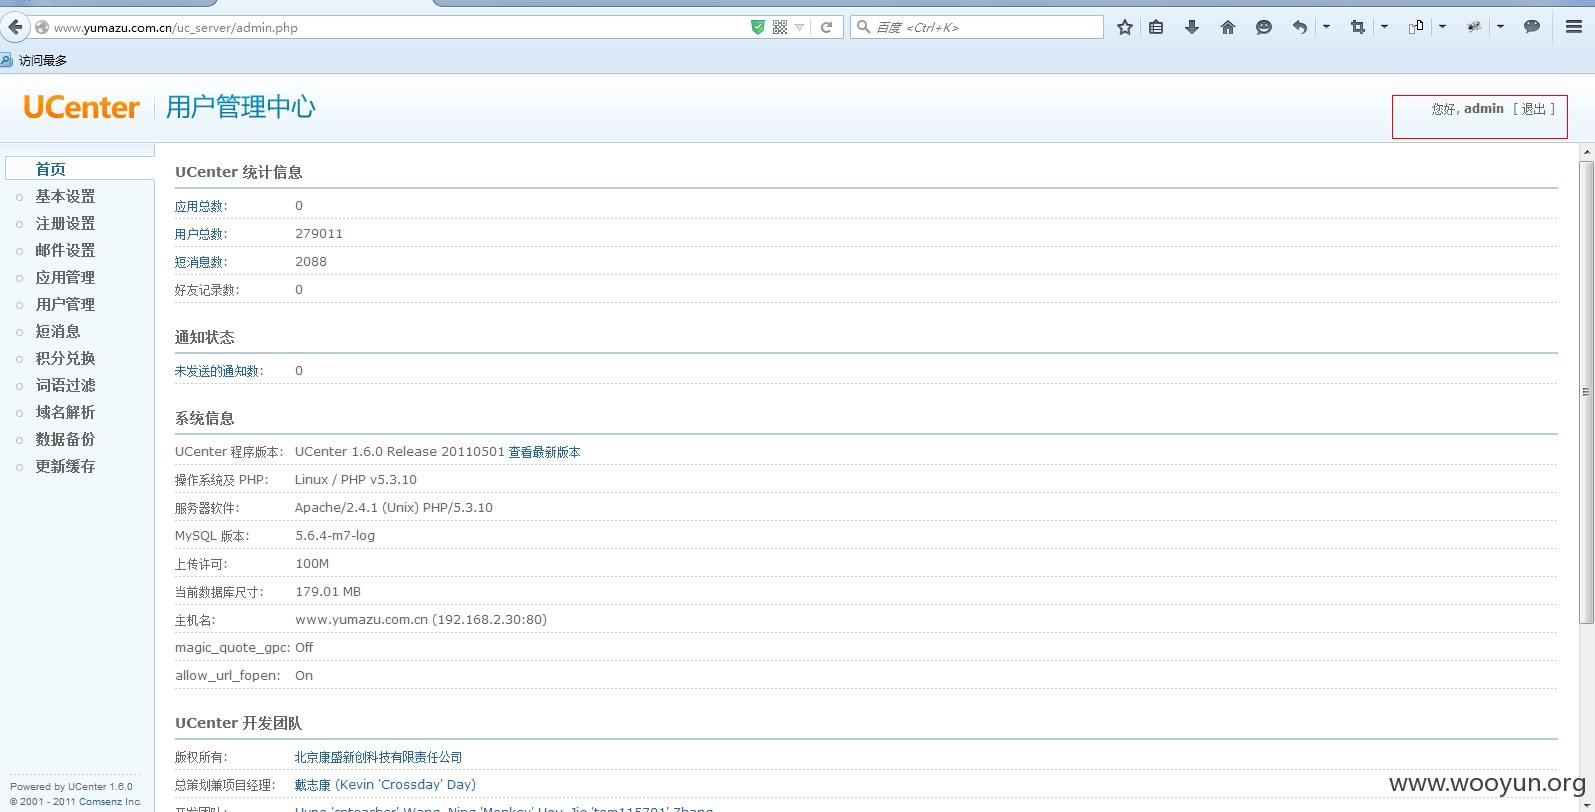 www.yumazu.com.cn/uc_server/admin.php
百度 <Ctrl+K>
访问最多
UCenter 用户管理中心
您好, admin [ 退出 ]
首页
基本设置
注册设置
邮件设置
应用管理
用户管理
短消息
积分兑换
词语过滤
域名解析
数据备份
更新缓存
UCenter 统计信息
应用总数: 0
用户总数: 279011
短消息数: 2088
好友记录数: 0
通知状态
未发送的通知数: 0
系统信息
UCenter 程序版本: UCenter 1.6.0 Release 20110501 查看最新版本
操作系统及 PHP: Linux / PHP v5.3.10
服务器软件: Apache/2.4.1 (Unix) PHP/5.3.10
MySQL 版本: 5.6.4-m7-log
上传许可: 100M
当前数据库尺寸: 179.01 MB
主机名: www.yumazu.com.cn (192.168.2.30:80)
magic_quote_gpc: Off
allow_url_fopen: On
UCenter 开发团队
版权所有: 北京康盛新创科技有限责任公司
总策划兼项目经理: 戴志康 (Kevin 'Crossday' Day)
开发团队: Hypo 'cnteacher' Wang, Ning 'Monkey' Hou, Jie 'tom115701' Zhang
Powered by UCenter 1.6.0
© 2001 - 2011 Comsenz Inc.
www.wooyun.org